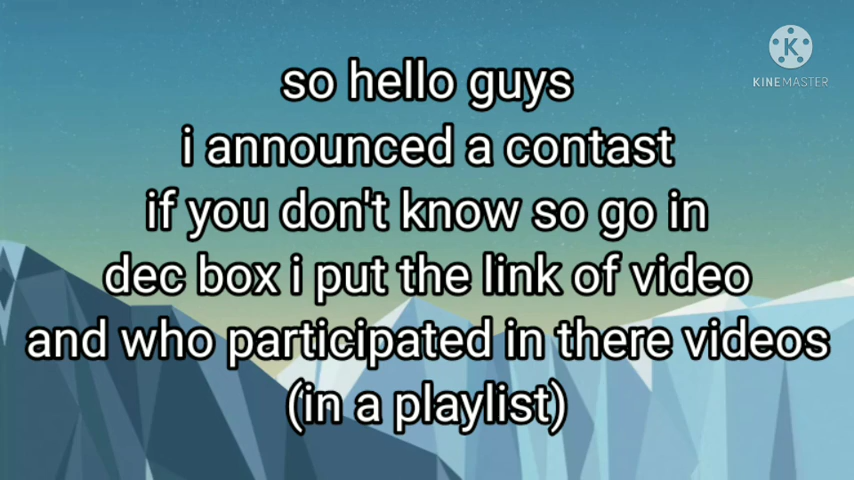 KINEMASTER
so hello guys
i announced a contast
if you don't know so go in
dec box i put the link of video
and who participated in there videos
(in a playlist)